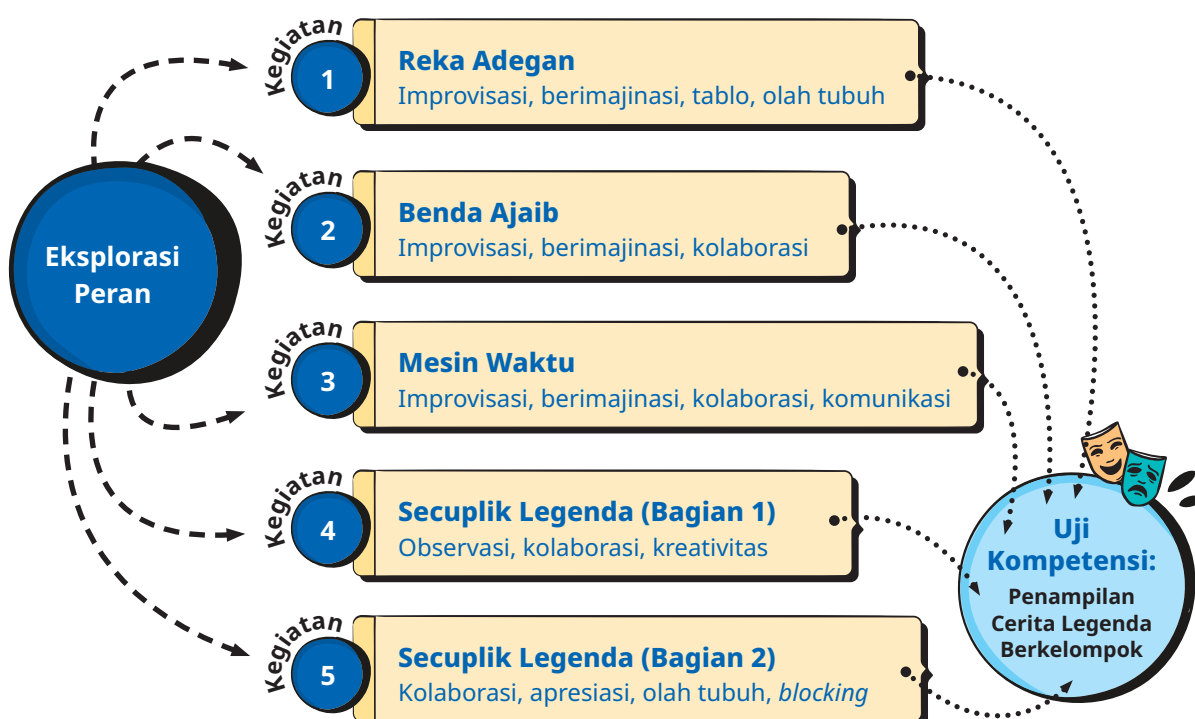 Eksplorasi
Peran
Kegiatan
1
Reka Adegan
Improvisasi, berimajinasi, tablo, olah tubuh
Kegiatan
2
Benda Ajaib
Improvisasi, berimajinasi, kolaborasi
Kegiatan
3
Mesin Waktu
Improvisasi, berimajinasi, kolaborasi, komunikasi
Kegiatan
4
Secuplik Legenda (Bagian 1)
Observasi, kolaborasi, kreativitas
Kegiatan
5
Secuplik Legenda (Bagian 2)
Kolaborasi, apresiasi, olah tubuh, blocking
Uji
Kompetensi:
Penampilan
Cerita Legenda
Berkelompok